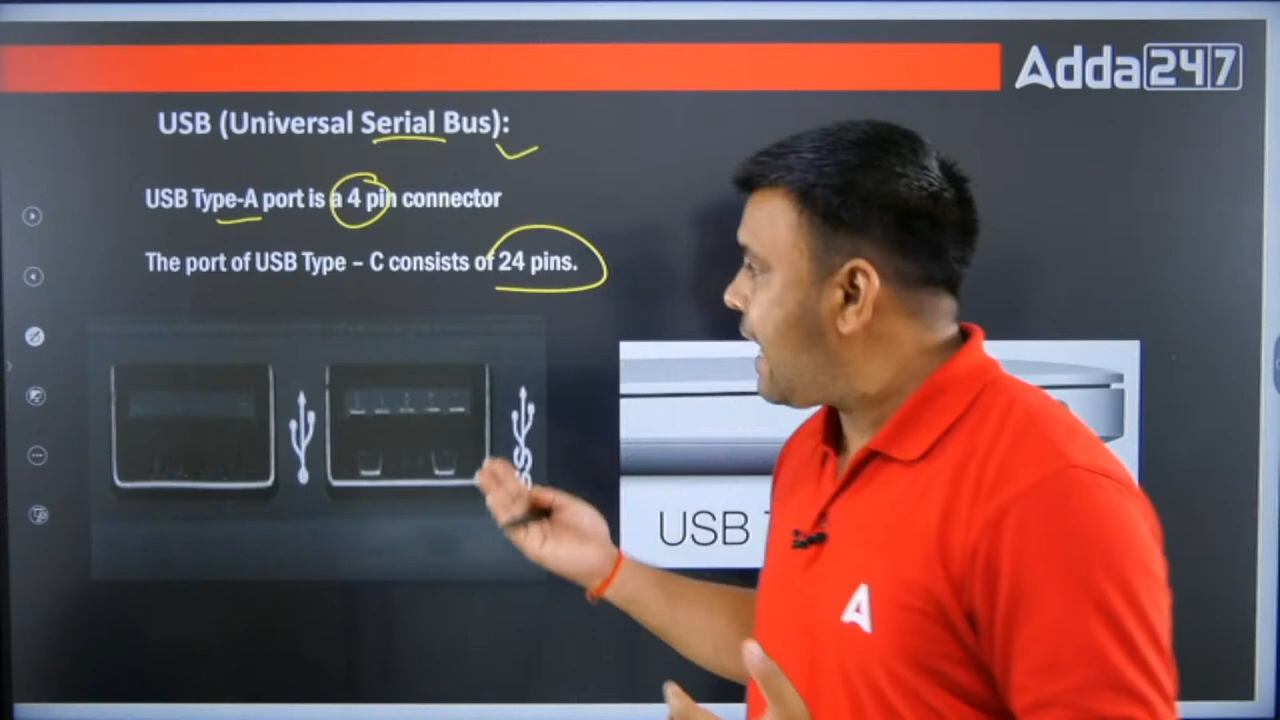 Adda247
USB (Universal Serial Bus):
USB Type-A port is a 4 pin connector
The port of USB Type – C consists of 24 pins.
USB